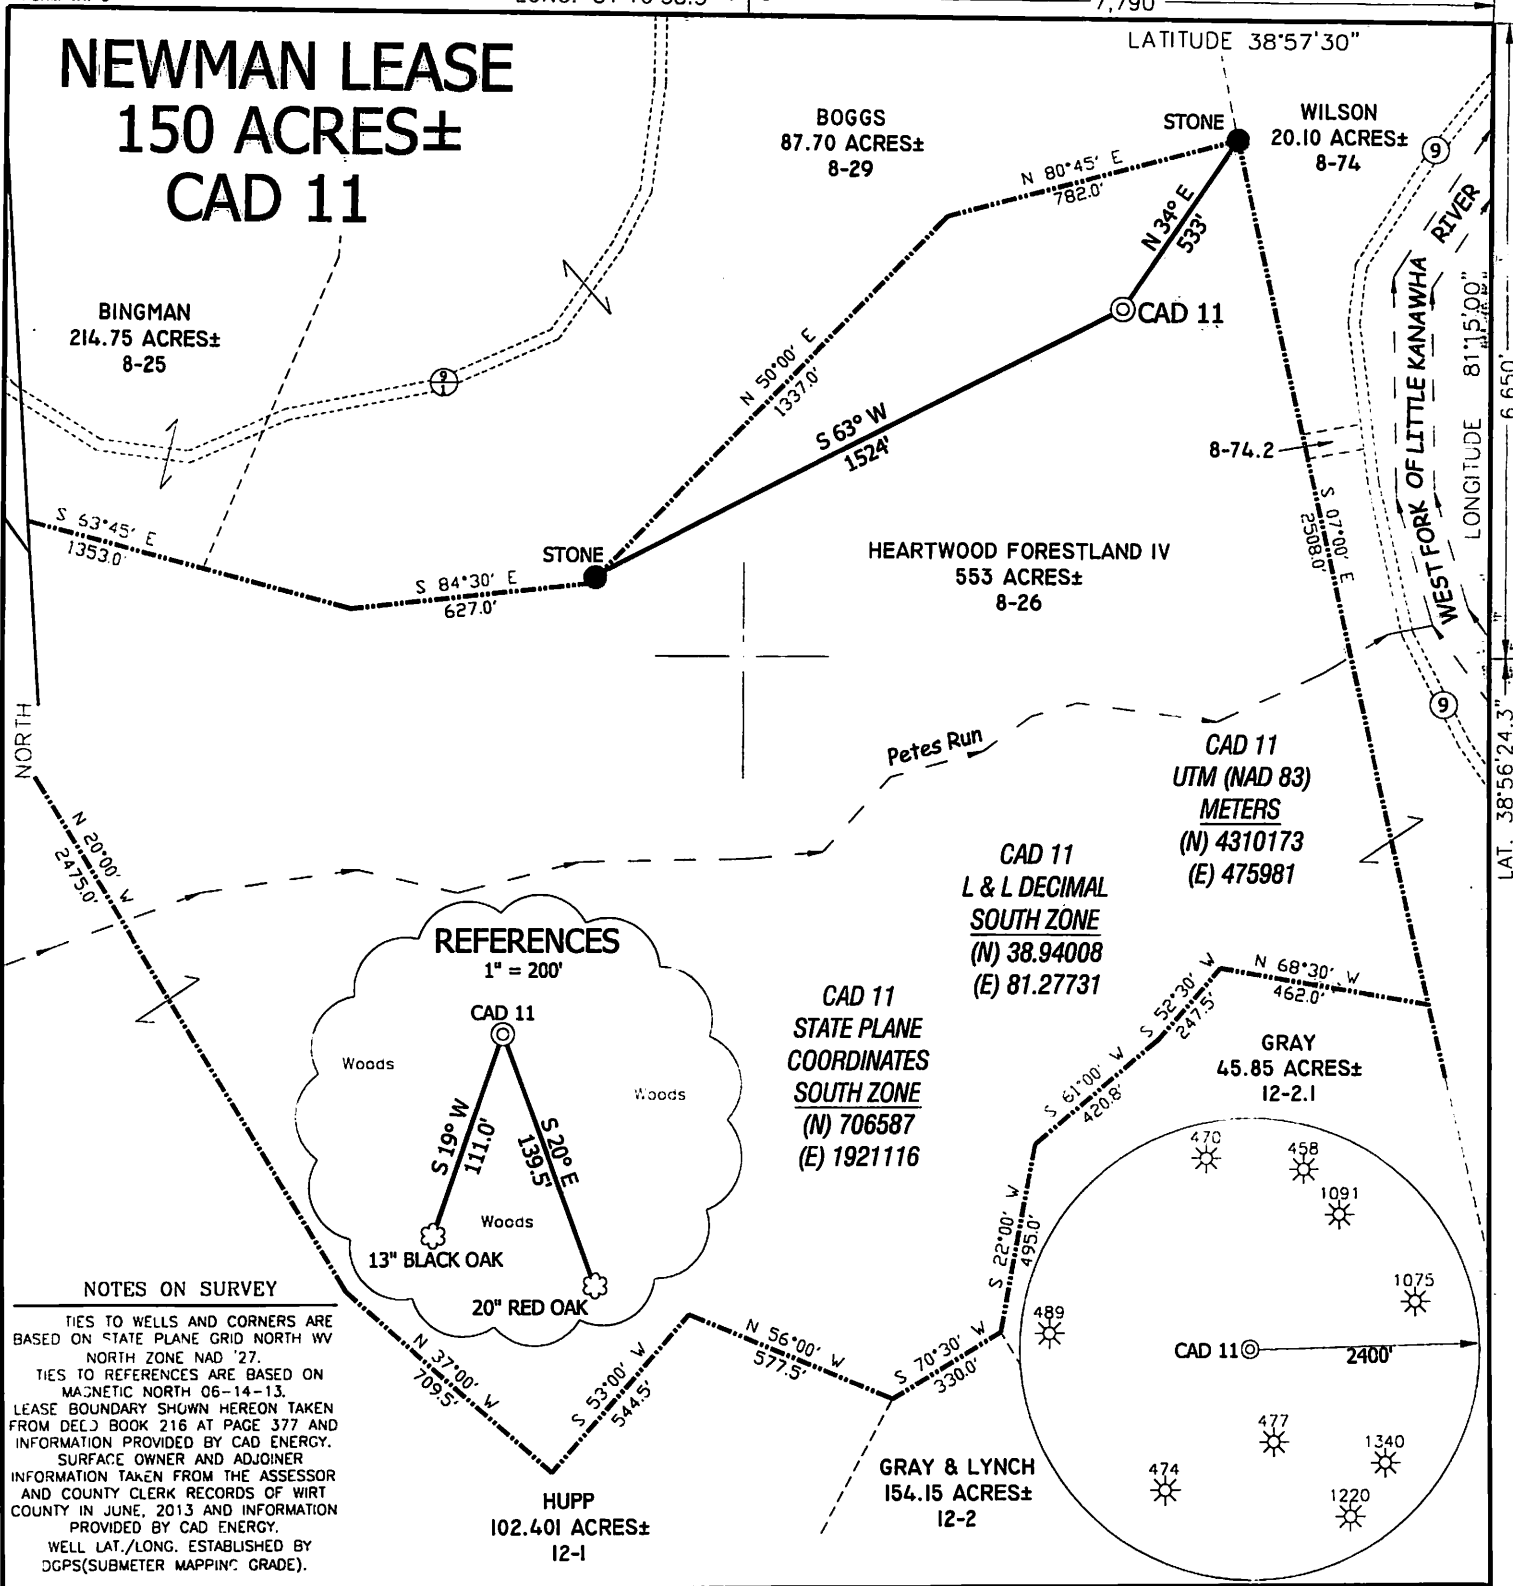 7,790
LATITUDE 38°57'30"
NEWMAN LEASE
150 ACRES±
CAD 11
BOGGS
87.70 ACRES±
8-29
STONE
WILSON
20.10 ACRES±
8-74
9
N 80°45' E
782.0'
N 34° E
533'
CAD 11
WEST FORK OF LITTLE KANAWHA RIVER
LONGITUDE 81°15'00"
6,650'
BINGMAN
214.75 ACRES±
8-25
9
1
N 50°00' E
1337.0'
S 63° W
1524'
8-74.2
S 07°00' E
2508.0'
S 63°45' E
1353.0
STONE
S 84°30' E
627.0'
HEARTWOOD FORESTLAND IV
553 ACRES±
8-26
NORTH
Petes Run
9
LAT. 38°56'24.3"
CAD 11
UTM (NAD 83)
METERS
(N) 4310173
(E) 475981
N 20°00' W
2475.0'
CAD 11
L & L DECIMAL
SOUTH ZONE
(N) 38.94008
(E) 81.27731
REFERENCES
1" = 200'
CAD 11
Woods
Woods
S 19° W
111.0'
S 20° E
139.5'
Woods
13" BLACK OAK
20" RED OAK
CAD 11
STATE PLANE
COORDINATES
SOUTH ZONE
(N) 706587
(E) 1921116
N 68°30' W
462.0'
S 52°30' W
247.5'
S 61°00' W
420.8'
GRAY
45.85 ACRES±
12-2.1
S 22°00' W
495.0'
470
458
1091
1075
489
CAD 11
2400'
477
1340
474
1220
NOTES ON SURVEY
TIES TO WELLS AND CORNERS ARE
BASED ON STATE PLANE GRID NORTH WV
NORTH ZONE NAD '27.
TIES TO REFERENCES ARE BASED ON
MAGNETIC NORTH 06-14-13.
LEASE BOUNDARY SHOWN HEREON TAKEN
FROM DEED BOOK 216 AT PAGE 377 AND
INFORMATION PROVIDED BY CAD ENERGY.
SURFACE OWNER AND ADJOINER
INFORMATION TAKEN FROM THE ASSESSOR
AND COUNTY CLERK RECORDS OF WIRT
COUNTY IN JUNE, 2013 AND INFORMATION
PROVIDED BY CAD ENERGY.
WELL LAT./LONG. ESTABLISHED BY
DGPS(SUBMETER MAPPING GRADE).
N 37°00' W
709.5'
S 53°00' W
544.5'
N 56°00' W
577.5'
S 70°30' W
330.0'
HUPP
102.401 ACRES±
12-1
GRAY & LYNCH
154.15 ACRES±
12-2